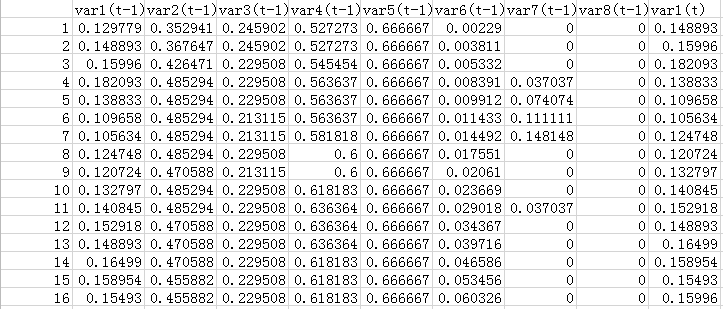 var1(t-1) var2(t-1) var3(t-1) var4(t-1) var5(t-1) var6(t-1) var7(t-1) var8(t-1) var1(t)
1 0.129779 0.352941 0.245902 0.527273 0.666667 0.00229 0 0 0.148893
2 0.148893 0.367647 0.245902 0.527273 0.666667 0.003811 0 0 0.15996
3 0.15996 0.426471 0.229508 0.545454 0.666667 0.005332 0 0 0.182093
4 0.182093 0.485294 0.229508 0.563637 0.666667 0.008391 0.037037 0 0.138833
5 0.138833 0.485294 0.229508 0.563637 0.666667 0.009912 0.074074 0 0.109658
6 0.109658 0.485294 0.213115 0.563637 0.666667 0.011433 0.111111 0 0.105634
7 0.105634 0.485294 0.213115 0.581818 0.666667 0.014492 0.148148 0 0.124748
8 0.124748 0.485294 0.229508 0.6 0.666667 0.017551 0 0 0.120724
9 0.120724 0.470588 0.213115 0.6 0.666667 0.02061 0 0 0.132797
10 0.132797 0.485294 0.229508 0.618183 0.666667 0.023669 0 0 0.140845
11 0.140845 0.485294 0.229508 0.636364 0.666667 0.029018 0.037037 0 0.152918
12 0.152918 0.470588 0.229508 0.636364 0.666667 0.034367 0 0 0.148893
13 0.148893 0.470588 0.229508 0.636364 0.666667 0.039716 0 0 0.16499
14 0.16499 0.470588 0.229508 0.618183 0.666667 0.046586 0 0 0.158954
15 0.158954 0.455882 0.229508 0.618183 0.666667 0.053456 0 0 0.15493
16 0.15493 0.455882 0.229508 0.618183 0.666667 0.060326 0 0 0.15996